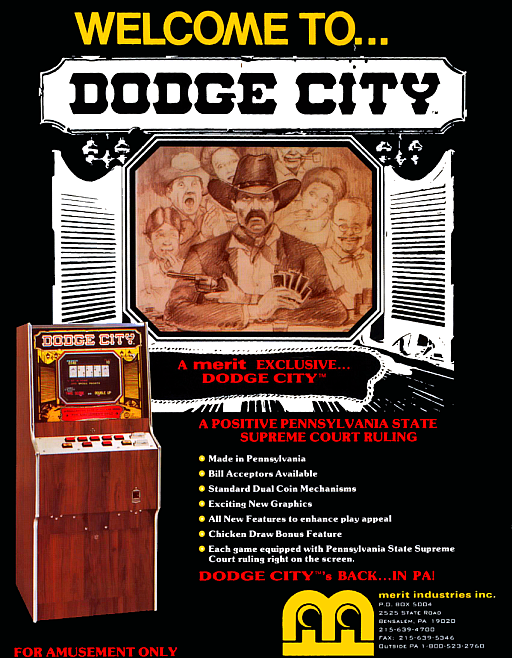 WELCOME TO...
DODGE CITY™
DODGE CITY
A merit EXCLUSIVE...
DODGE CITY™
A POSITIVE PENNSYLVANIA STATE
SUPREME COURT RULING
Made in Pennsylvania
Bill Acceptors Available
Standard Dual Coin Mechanisms
Exciting New Graphics
All New Features to enhance play appeal
Chicken Draw Bonus Feature
Each game equipped with Pennsylvania State Supreme
Court ruling right on the screen.
DODGE CITY™'s BACK...IN PA!
merit industries inc.
P.O. BOX 5004
2525 STATE ROAD
BENSALEM, PA 19020
215-639-4700
FAX: 215-639-5346
OUTSIDE PA 1-800-523-2760
FOR AMUSEMENT ONLY